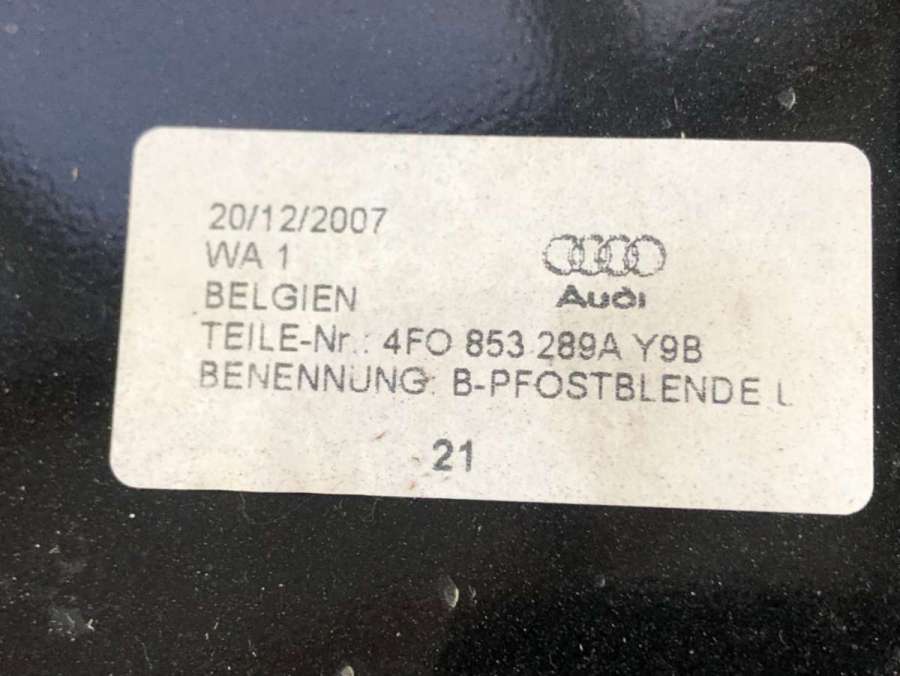 20/12/2007
WA 1
BELGIEN
Audi
TEILE-Nr.: 4FO 853 289A Y9B
BENENNUNG: B-PFOSTBLENDE L
21